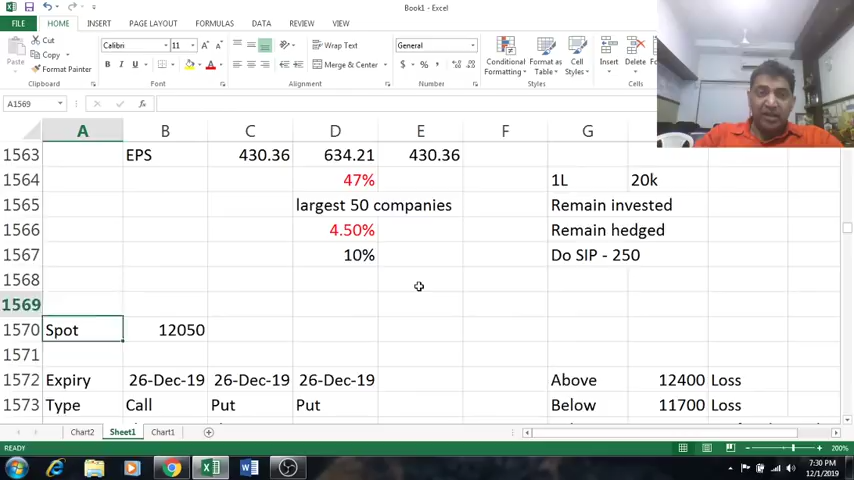 Book1 - Excel
FILE HOME INSERT PAGE LAYOUT FORMULAS DATA REVIEW VIEW
Cut
Calibri 11
Wrap Text
General
Copy
Paste
Format Painter
Merge & Center
Conditional Formatting
Format as Table
Cell Styles
Insert
Delete
Clipboard
Font
Alignment
Number
Styles
A1569
A B C D E F G
1563 EPS 430.36 634.21 430.36
1564 47% 1L 20k
1565 largest 50 companies Remain invested
1566 4.50% Remain hedged
1567 10% Do SIP - 250
1568
1569
1570 Spot 12050
1571
1572 Expiry 26-Dec-19 26-Dec-19 26-Dec-19 Above 12400 Loss
1573 Type Call Put Put Below 11700 Loss
Chart2 Sheet1 Chart1
READY
200%
7:30 PM
12/1/2019